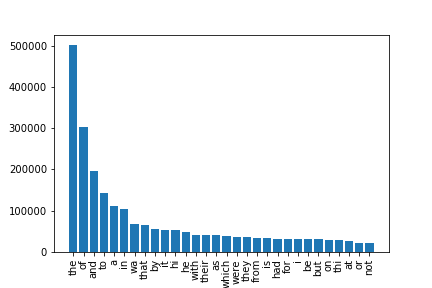 500000
400000
300000
200000
100000
0
the
of
and
to
a
in
wa
that
by
it
hi
he
with
their
as
which
were
they
from
is
had
for
i
be
but
on
thi
at
or
not